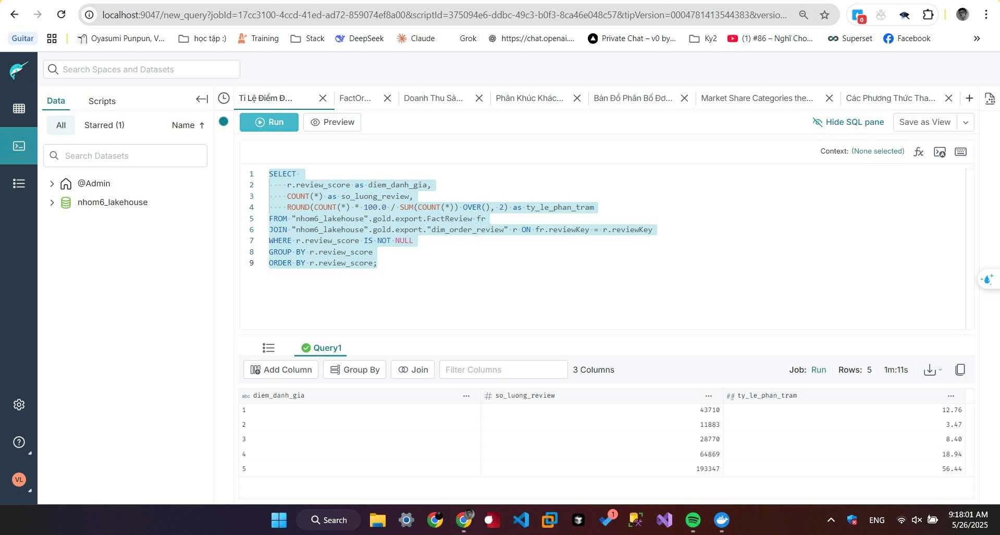 localhost:9047/new_query?jobId=17cc3100-4ccd-41ed-ad72-859074ef8a00&scriptId=375094e6-ddbc-49c3-b0f3-8ca46e048c57&tipVersion=0004781413544383&versio...
0
Guitar
Oyasumi Punpun, V...
học tập :)
Training
Stack
DeepSeek
Claude
Grok
https://chat.openai....
Private Chat – v0 by...
Ky2
(1) #86 – Nghĩ Cho...
Superset
Facebook
»
Search Spaces and Datasets
Data
Scripts
Tỉ Lệ Điểm Đ...
FactOr...
Doanh Thu Sả...
Phân Khúc Khác...
Bản Đồ Phân Bố Đơ...
Market Share Categories the...
Các Phương Thức Tha...
All
Starred (1)
Name
Run
Preview
Hide SQL pane
Save as View
Search Datasets
Context: (None selected)
fx
@Admin
nhom6_lakehouse
1 SELECT
2 r.review_score as diem_danh_gia,
3 COUNT(*) as so_luong_review,
4 ROUND(COUNT(*) * 100.0 / SUM(COUNT(*)) OVER(), 2) as ty_le_phan_tram
5 FROM "nhom6_lakehouse".gold.export.FactReview fr
6 JOIN "nhom6_lakehouse".gold.export."dim_order_review" r ON fr.reviewKey = r.reviewKey
7 WHERE r.review_score IS NOT NULL
8 GROUP BY r.review_score
9 ORDER BY r.review_score;
Query1
Add Column
Group By
Join
Filter Columns
3 Columns
Job: Run
Rows: 5
1m:11s
abc diem_danh_gia ...
# so_luong_review ...
## ty_le_phan_tram ...
1 43710 12.76
2 11883 3.47
3 28770 8.40
4 64869 18.94
5 193347 56.44
VL
Search
1
ENG
9:18:01 AM
5/26/2025